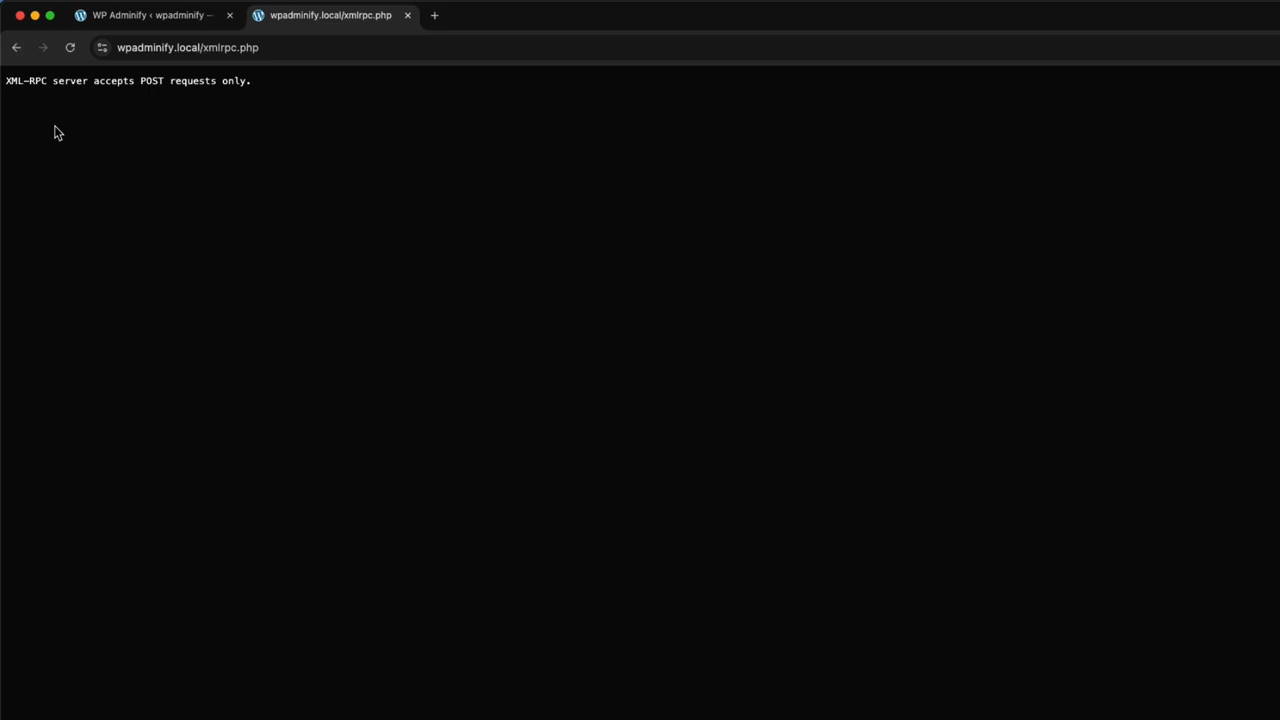 WP Adminify ‹ wpadminify —
wpadminify.local/xmlrpc.php
wpadminify.local/xmlrpc.php
XML-RPC server accepts POST requests only.